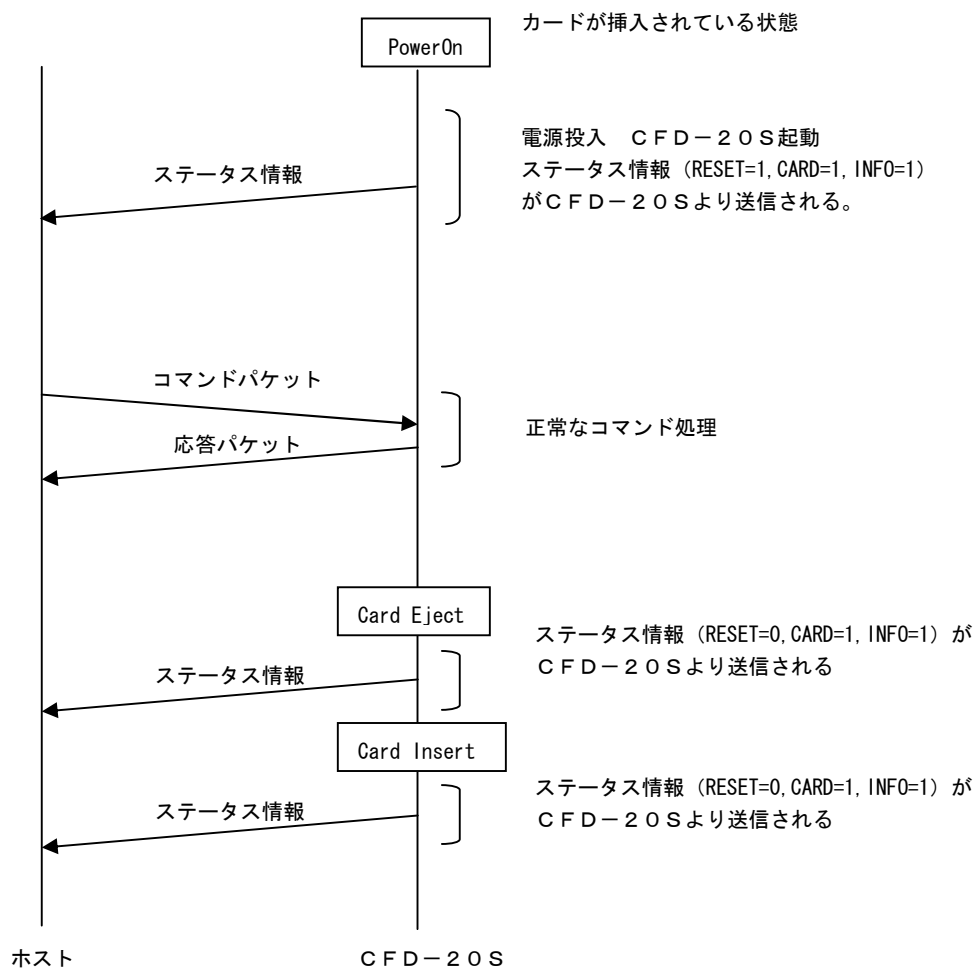 カードが挿入されている状態
PowerOn
電源投入　ＣＦＤ－２０Ｓ起動
ステータス情報（RESET=1,CARD=1,INFO=1）
がＣＦＤ－２０Ｓより送信される。
ステータス情報
コマンドパケット
正常なコマンド処理
応答パケット
Card Eject
ステータス情報（RESET=0,CARD=1,INFO=1）が
ＣＦＤ－２０Ｓより送信される
ステータス情報
Card Insert
ステータス情報（RESET=0,CARD=1,INFO=1）が
ＣＦＤ－２０Ｓより送信される
ステータス情報
ホスト
ＣＦＤ－２０Ｓ